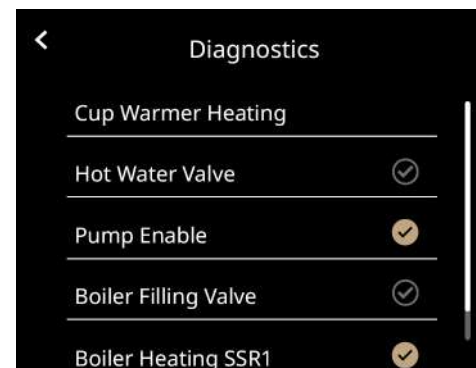 Diagnostics
Cup Warmer Heating
Hot Water Valve
Pump Enable
Boiler Filling Valve
Boiler Heating SSR1